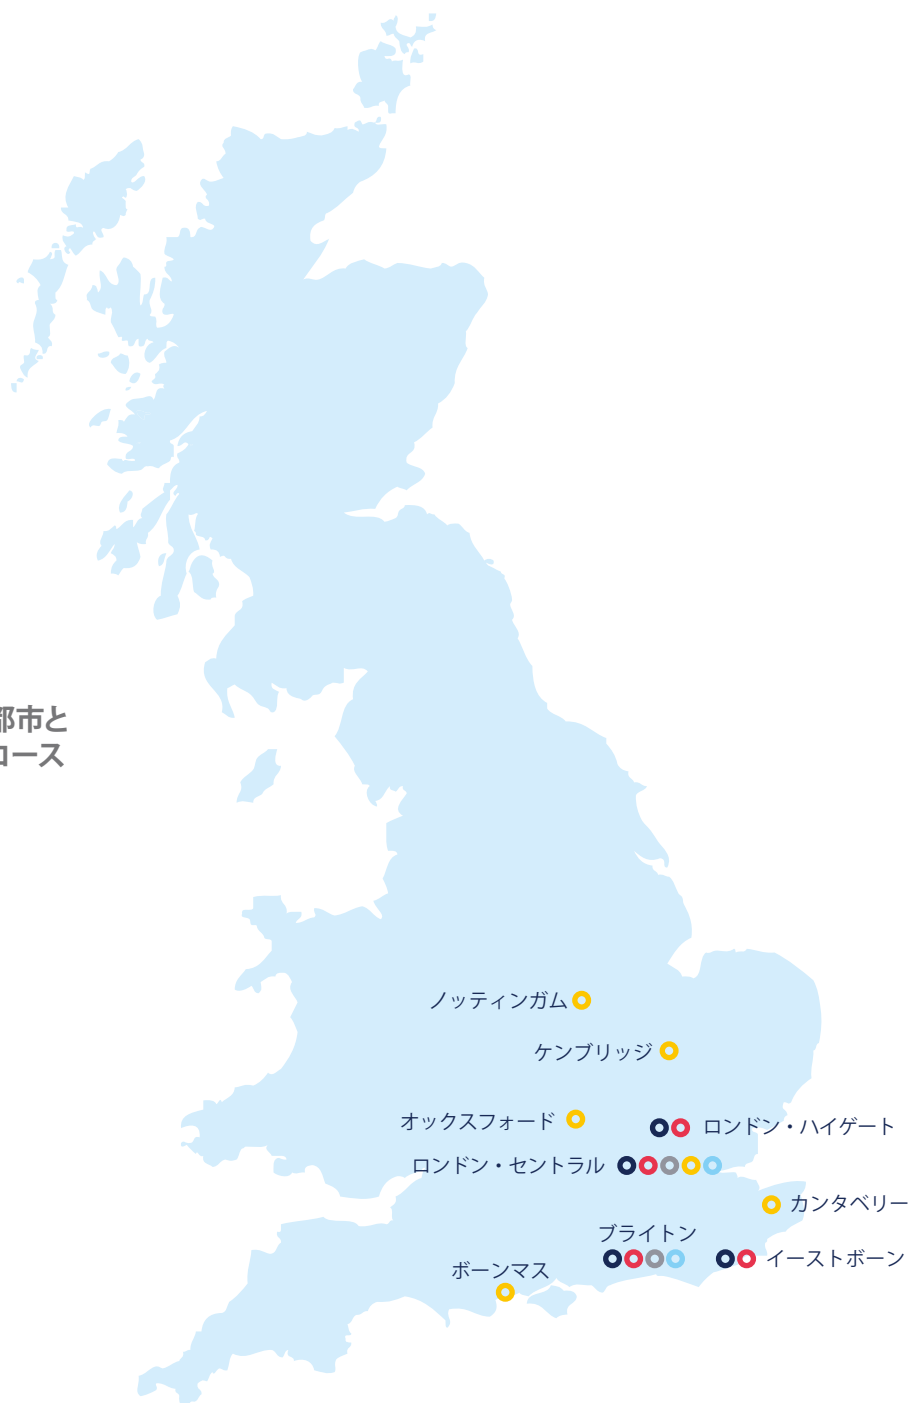 都市と
コース
ノッティンガム
ケンブリッジ
オックスフォード
ロンドン・ハイゲート
ロンドン・セントラル
カンタベリー
ブライトン
イーストボーン
ボーンマス